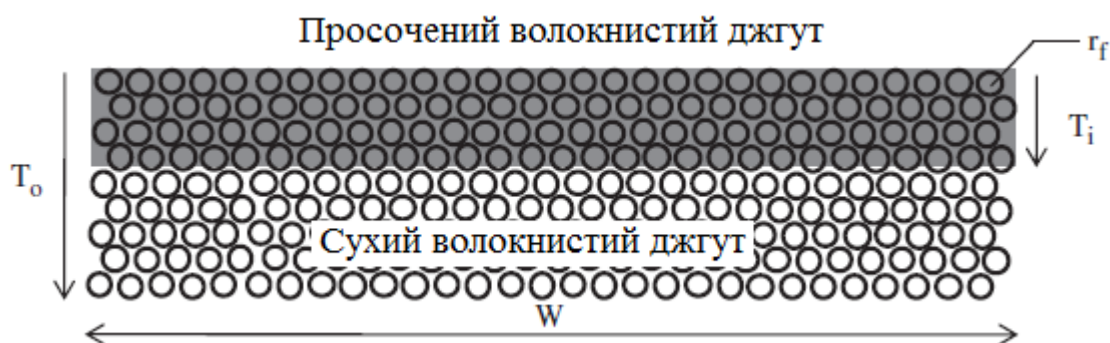 Просочений волокнистий джгут
r_f
T_i
T_o
Сухий волокнистий джгут
W